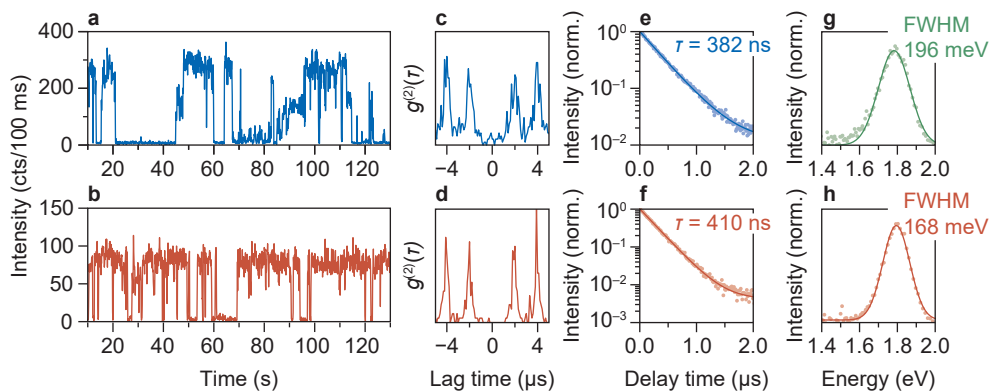 a
c
e
g
Intensity (cts/100 ms)
400
200
0
20
40
60
80
100
120
g(2)(τ)
−4
0
4
Intensity (norm.)
10⁰
10⁻¹
10⁻²
0.0
1.0
2.0
τ = 382 ns
Intensity (norm.)
FWHM
196 meV
1.4
1.6
1.8
2.0
b
d
f
h
150
100
50
0
20
40
60
80
100
120
Time (s)
g(2)(τ)
−4
0
4
Lag time (μs)
Intensity (norm.)
10⁰
10⁻¹
10⁻²
10⁻³
0.0
1.0
2.0
τ = 410 ns
Delay time (μs)
Intensity (norm.)
FWHM
168 meV
1.4
1.6
1.8
2.0
Energy (eV)